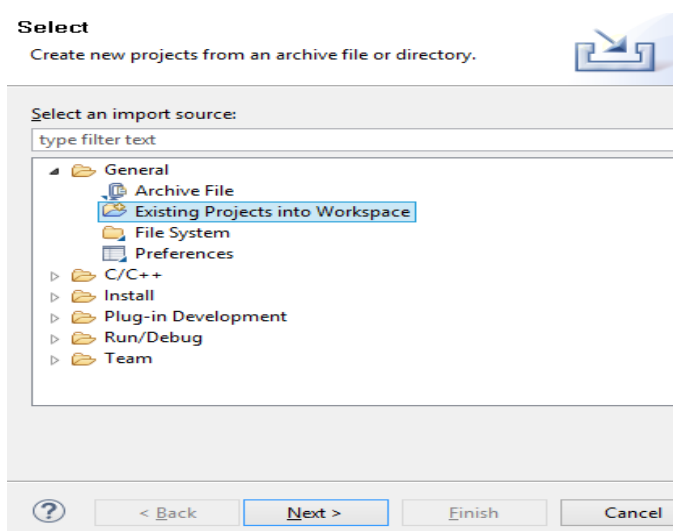 Select
Create new projects from an archive file or directory.
Select an import source:
type filter text
General
Archive File
Existing Projects into Workspace
File System
Preferences
C/C++
Install
Plug-in Development
Run/Debug
Team
? < Back Next > Finish Cancel